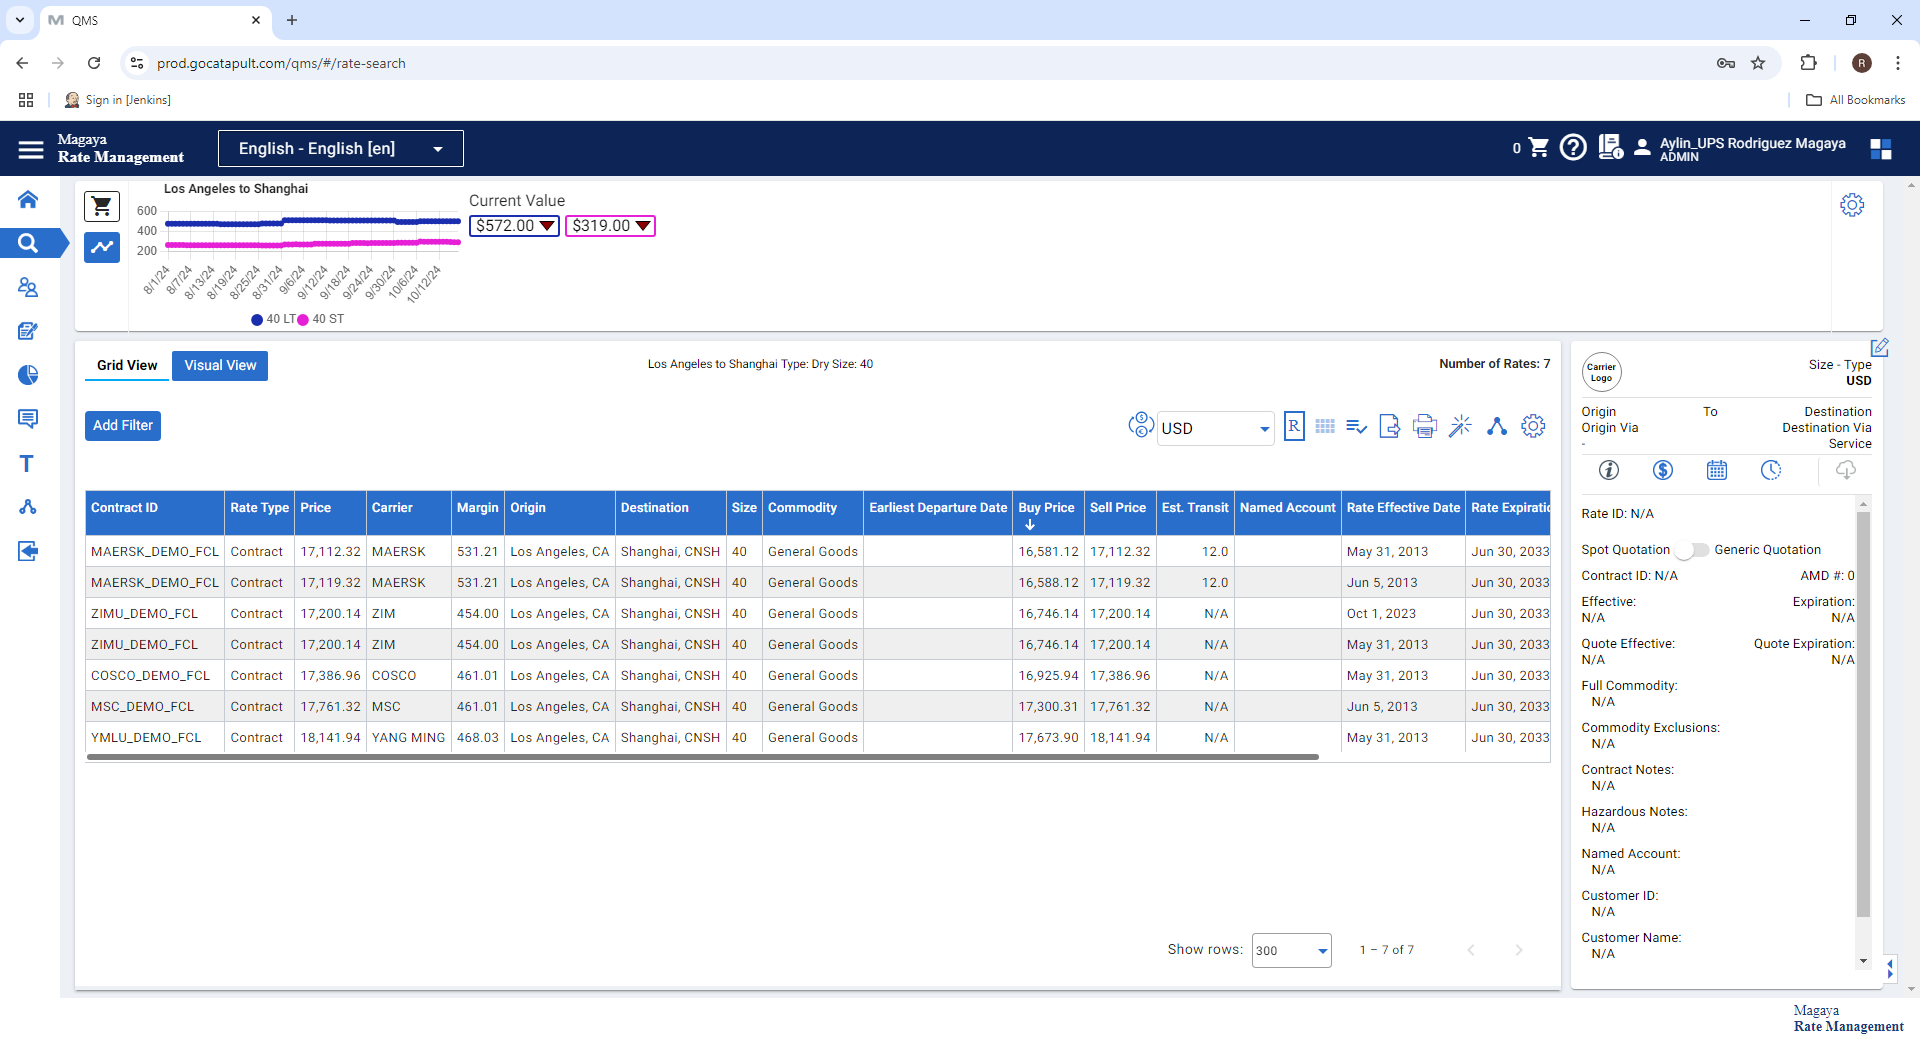 QMS
prod.gocatapult.com/qms/#/rate-search
R
Sign in [Jenkins]
All Bookmarks
Magaya
Rate Management
English - English [en]
0
Aylin_UPS Rodriguez Magaya
ADMIN
Los Angeles to Shanghai
600
400
200
8/1/24 8/7/24 8/13/24 8/19/24 8/25/24 8/31/24 9/6/24 9/12/24 9/18/24 9/24/24 9/30/24 10/6/24 10/12/24
40 LT 40 ST
Current Value
$572.00 $319.00
Grid View Visual View
Los Angeles to Shanghai Type: Dry Size: 40
Number of Rates: 7
Add Filter
USD
R
Contract ID Rate Type Price Carrier Margin Origin Destination Size Commodity Earliest Departure Date Buy Price Sell Price Est. Transit Named Account Rate Effective Date Rate Expiratio
MAERSK_DEMO_FCL Contract 17,112.32 MAERSK 531.21 Los Angeles, CA Shanghai, CNSH 40 General Goods 16,581.12 17,112.32 12.0 May 31, 2013 Jun 30, 2033
MAERSK_DEMO_FCL Contract 17,119.32 MAERSK 531.21 Los Angeles, CA Shanghai, CNSH 40 General Goods 16,588.12 17,119.32 12.0 Jun 5, 2013 Jun 30, 2033
ZIMU_DEMO_FCL Contract 17,200.14 ZIM 454.00 Los Angeles, CA Shanghai, CNSH 40 General Goods 16,746.14 17,200.14 N/A Oct 1, 2023 Jun 30, 2033
ZIMU_DEMO_FCL Contract 17,200.14 ZIM 454.00 Los Angeles, CA Shanghai, CNSH 40 General Goods 16,746.14 17,200.14 N/A May 31, 2013 Jun 30, 2033
COSCO_DEMO_FCL Contract 17,386.96 COSCO 461.01 Los Angeles, CA Shanghai, CNSH 40 General Goods 16,925.94 17,386.96 N/A May 31, 2013 Jun 30, 2033
MSC_DEMO_FCL Contract 17,761.32 MSC 461.01 Los Angeles, CA Shanghai, CNSH 40 General Goods 17,300.31 17,761.32 N/A Jun 5, 2013 Jun 30, 2033
YMLU_DEMO_FCL Contract 18,141.94 YANG MING 468.03 Los Angeles, CA Shanghai, CNSH 40 General Goods 17,673.90 18,141.94 N/A May 31, 2013 Jun 30, 2033
Show rows: 300 1 – 7 of 7
Carrier
Logo
Size - Type
USD
Origin To Destination
Origin Via Destination Via
- Service
Rate ID: N/A
Spot Quotation Generic Quotation
Contract ID: N/A AMD #: 0
Effective: Expiration:
N/A N/A
Quote Effective: Quote Expiration:
N/A N/A
Full Commodity:
N/A
Commodity Exclusions:
N/A
Contract Notes:
N/A
Hazardous Notes:
N/A
Named Account:
N/A
Customer ID:
N/A
Customer Name:
N/A
T
Magaya
Rate Management